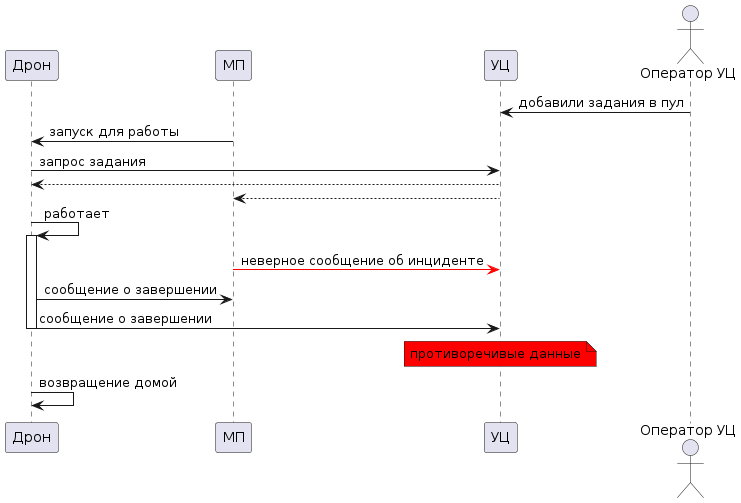 Оператор УЦ
Дрон
МП
УЦ
добавили задания в пул
запуск для работы
запрос задания
работает
неверное сообщение об инциденте
сообщение о завершении
сообщение о завершении
противоречивые данные
возвращение домой
Дрон
МП
УЦ
Оператор УЦ